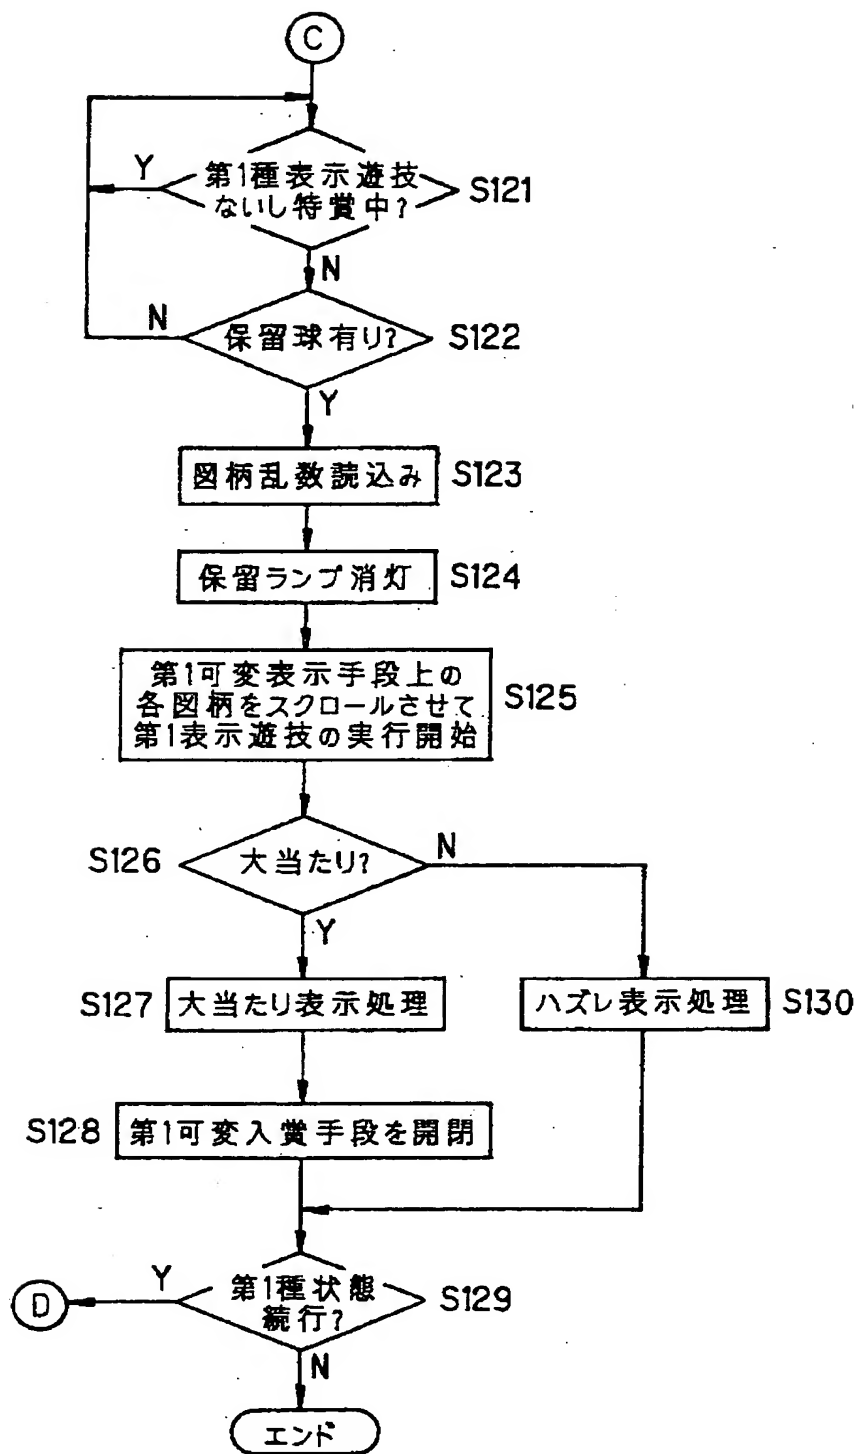 C
Y
第1種表示遊技
ないし特賞中?
S121
N
N
保留球有り?
S122
Y
図柄乱数読込み
S123
保留ランプ消灯
S124
第1可変表示手段上の
各図柄をスクロールさせて
第1表示遊技の実行開始
S125
S126
大当たり?
N
Y
S127
大当たり表示処理
ハズレ表示処理
S130
S128
第1可変入賞手段を開閉
D
Y
第1種状態
続行?
S129
N
エンド